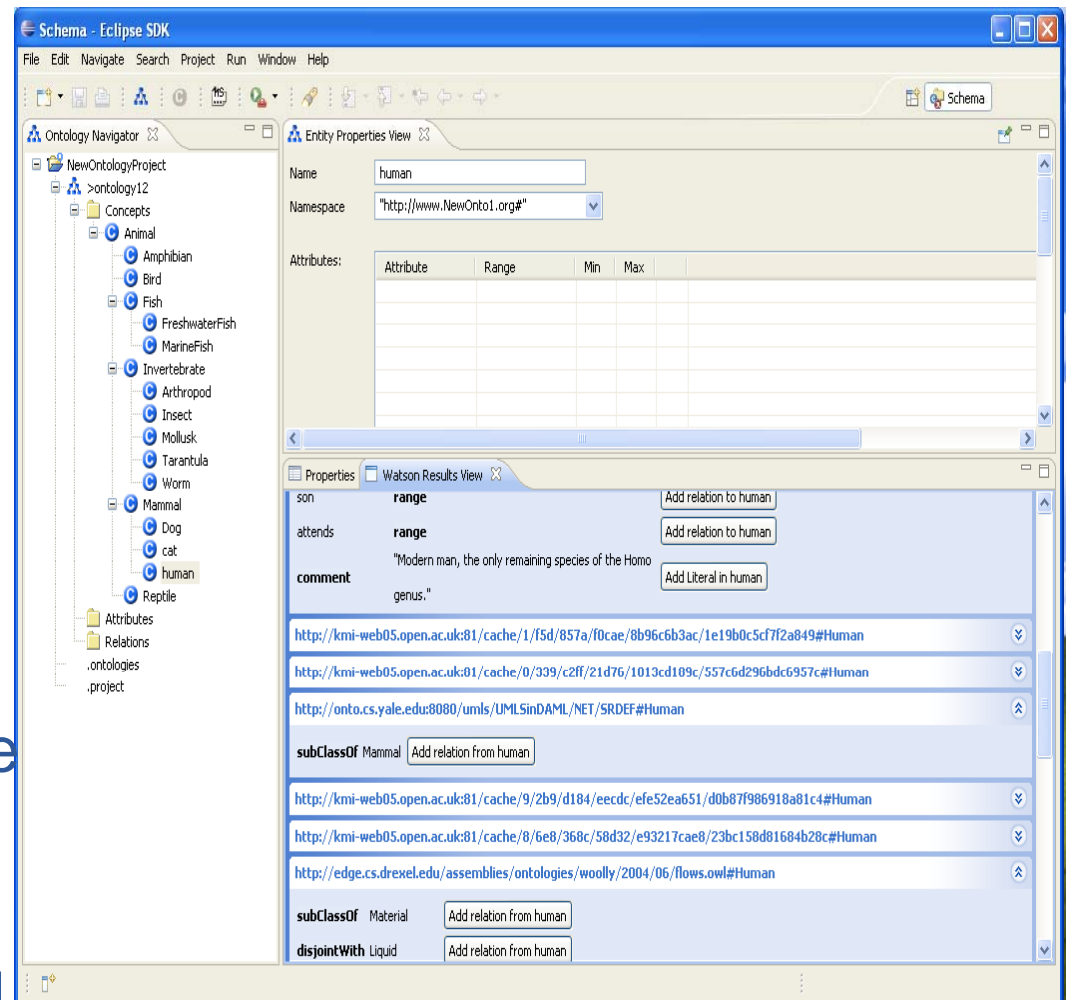 Schema - Eclipse SDK
File Edit Navigate Search Project Run Window Help
Schema
Ontology Navigator
NewOntologyProject
>ontology12
Concepts
Animal
Amphibian
Bird
Fish
FreshwaterFish
MarineFish
Invertebrate
Arthropod
Insect
Mollusk
Tarantula
Worm
Mammal
Dog
cat
human
Reptile
Attributes
Relations
.ontologies
.project
Entity Properties View
Name human
Namespace "http://www.NewOnto1.org#"
Attributes:
Attribute Range Min Max
Properties Watson Results View
son range Add relation to human
attends range Add relation to human
"Modern man, the only remaining species of the Homo
comment Add Literal in human
genus."
http://kmi-web05.open.ac.uk:81/cache/1/f5d/857a/f0cae/8b96c6b3ac/1e19b0c5cf7f2a849#Human
http://kmi-web05.open.ac.uk:81/cache/0/339/c2ff/21d76/1013cd189c/557c6d296bdc6957c#Human
http://onto.cs.yale.edu:8080/umls/UMLSinDAML/NET/SRDEF#Human
subClassOf Mammal Add relation from human
http://kmi-web05.open.ac.uk:81/cache/9/2b9/d184/eecdc/efe52ea651/d0b87f986918a81c4#Human
http://kmi-web05.open.ac.uk:81/cache/8/6e8/368c/58d32/e93217cae8/23bc158d81684b28c#Human
http://edge.cs.drexel.edu/assemblies/ontologies/woolly/2004/06/flows.owl#Human
subClassOf Material Add relation from human
disjointWith Liquid Add relation from human